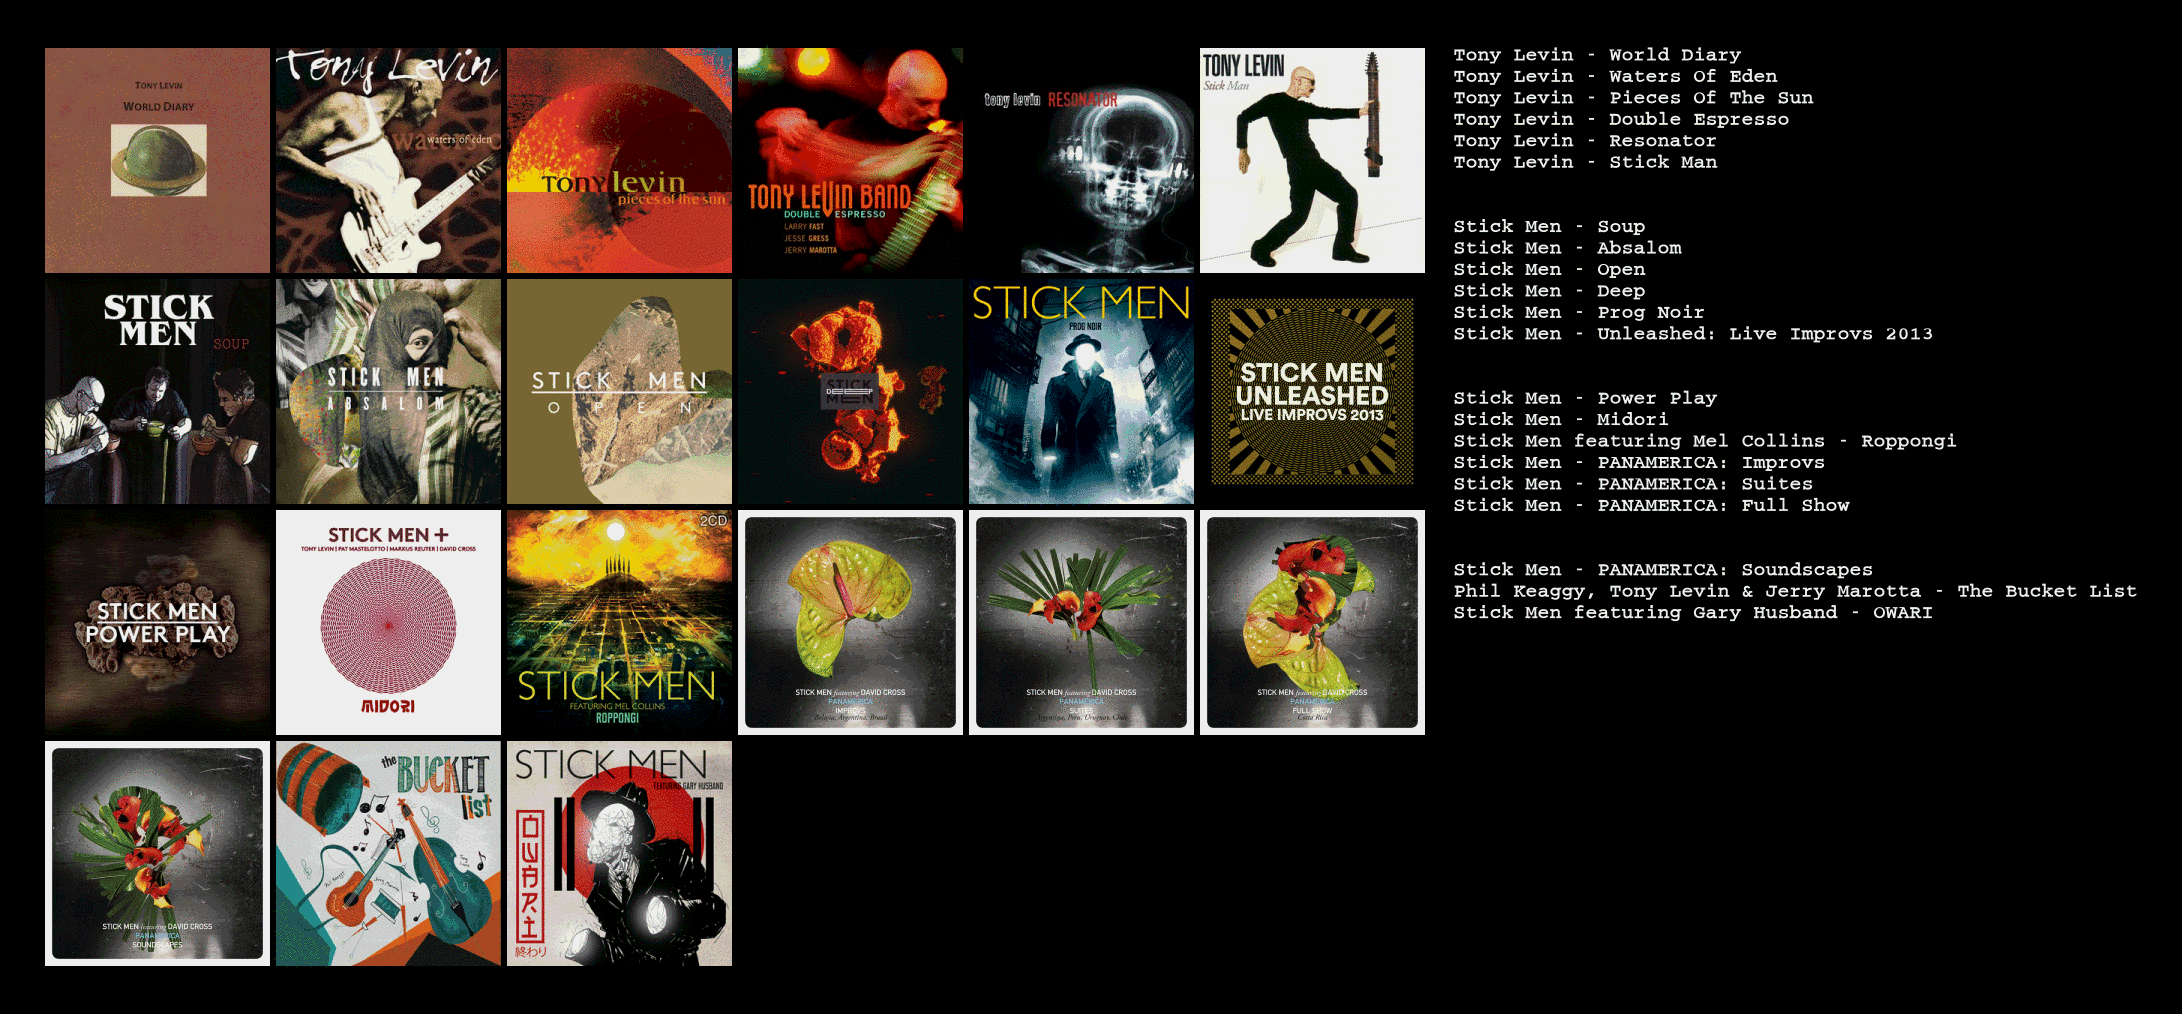 TONY LEVIN
WORLD DIARY
Tony Levin
waters of eden
TONY levin
pieces of the sun
TONY LEVIN BAND
DOUBLE ESPRESSO
LARRY FAST
JESSE GRESS
JERRY MAROTTA
tony levin RESONATOR
TONY LEVIN
Stick Man
STICK
MEN
SOUP
STICK MEN
ABSALOM
STICK MEN
OPEN
STICK
DEEP
MEN
STICK MEN
PROG NOIR
STICK MEN
UNLEASHED
LIVE IMPROVS 2013
STICK MEN
POWER PLAY
STICK MEN +
TONY LEVIN | PAT MASTELOTTO | MARKUS REUTER | DAVID CROSS
MIDORI
2CD
STICK MEN
FEATURING MEL COLLINS
ROPPONGI
STICK MEN featuring DAVID CROSS
PANAMERICA
IMPROVS
Bolivia, Argentina, Brasil
STICK MEN featuring DAVID CROSS
PANAMERICA
SUITES
Argentina, Peru, Uruguay, Chile
STICK MEN featuring DAVID CROSS
PANAMERICA
FULL SHOW
Costa Rica
STICK MEN featuring DAVID CROSS
PANAMERICA
SOUNDSCAPES
the BUCKET
list
STICK MEN
FEATURING GARY HUSBAND
OWARI
終わり
Tony Levin - World Diary
Tony Levin - Waters Of Eden
Tony Levin - Pieces Of The Sun
Tony Levin - Double Espresso
Tony Levin - Resonator
Tony Levin - Stick Man
Stick Men - Soup
Stick Men - Absalom
Stick Men - Open
Stick Men - Deep
Stick Men - Prog Noir
Stick Men - Unleashed: Live Improvs 2013
Stick Men - Power Play
Stick Men - Midori
Stick Men featuring Mel Collins - Roppongi
Stick Men - PANAMERICA: Improvs
Stick Men - PANAMERICA: Suites
Stick Men - PANAMERICA: Full Show
Stick Men - PANAMERICA: Soundscapes
Phil Keaggy, Tony Levin & Jerry Marotta - The Bucket List
Stick Men featuring Gary Husband - OWARI